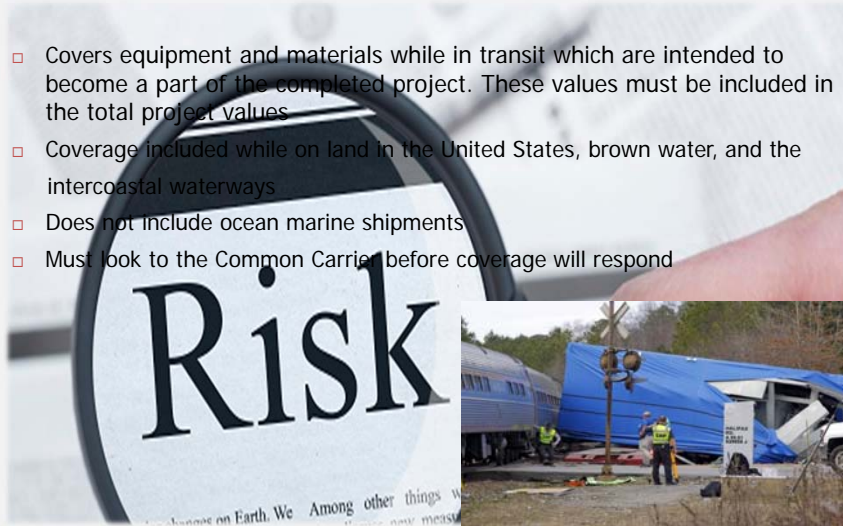 Covers equipment and materials while in transit which are intended to
become a part of the completed project. These values must be included in
the total project values
Coverage included while on land in the United States, brown water, and the
intercoastal waterways
Does not include ocean marine shipments
Must look to the Common Carrier before coverage will respond
Risk
changes on Earth. We Among other things
new